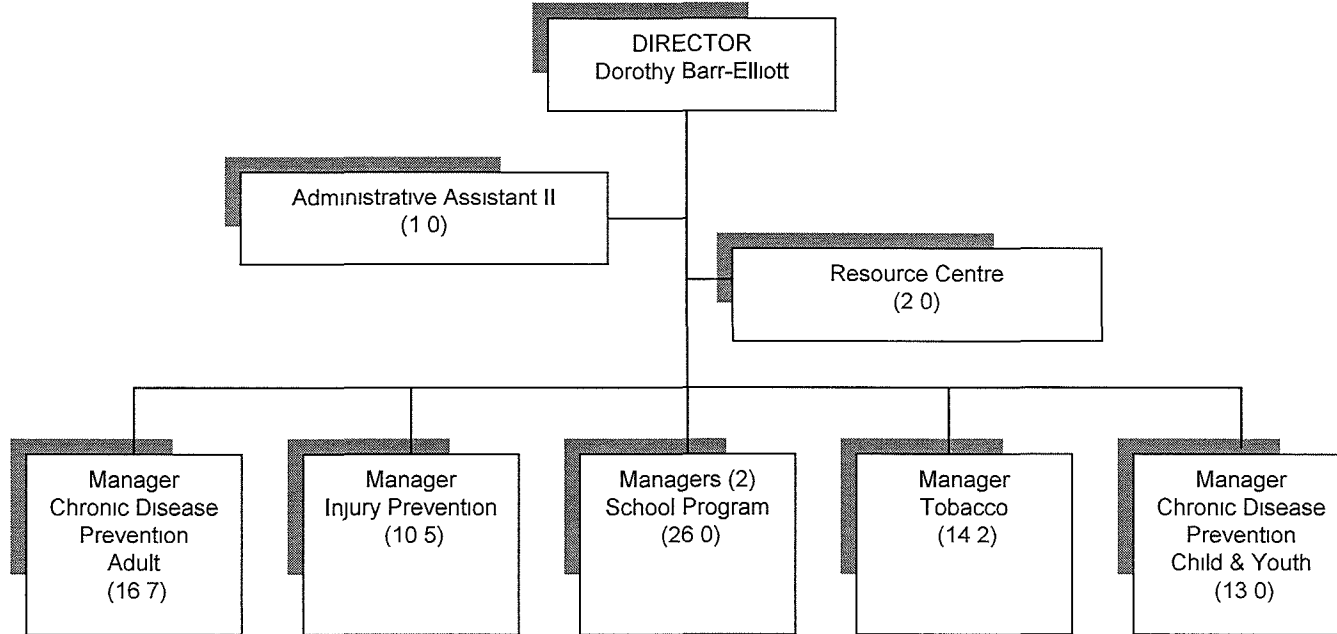 DIRECTOR
Dorothy Barr-Elliott
Administrative Assistant II
(1 0)
Resource Centre
(2 0)
Manager
Chronic Disease
Prevention
Adult
(16 7)
Manager
Injury Prevention
(10 5)
Managers (2)
School Program
(26 0)
Manager
Tobacco
(14 2)
Manager
Chronic Disease
Prevention
Child & Youth
(13 0)